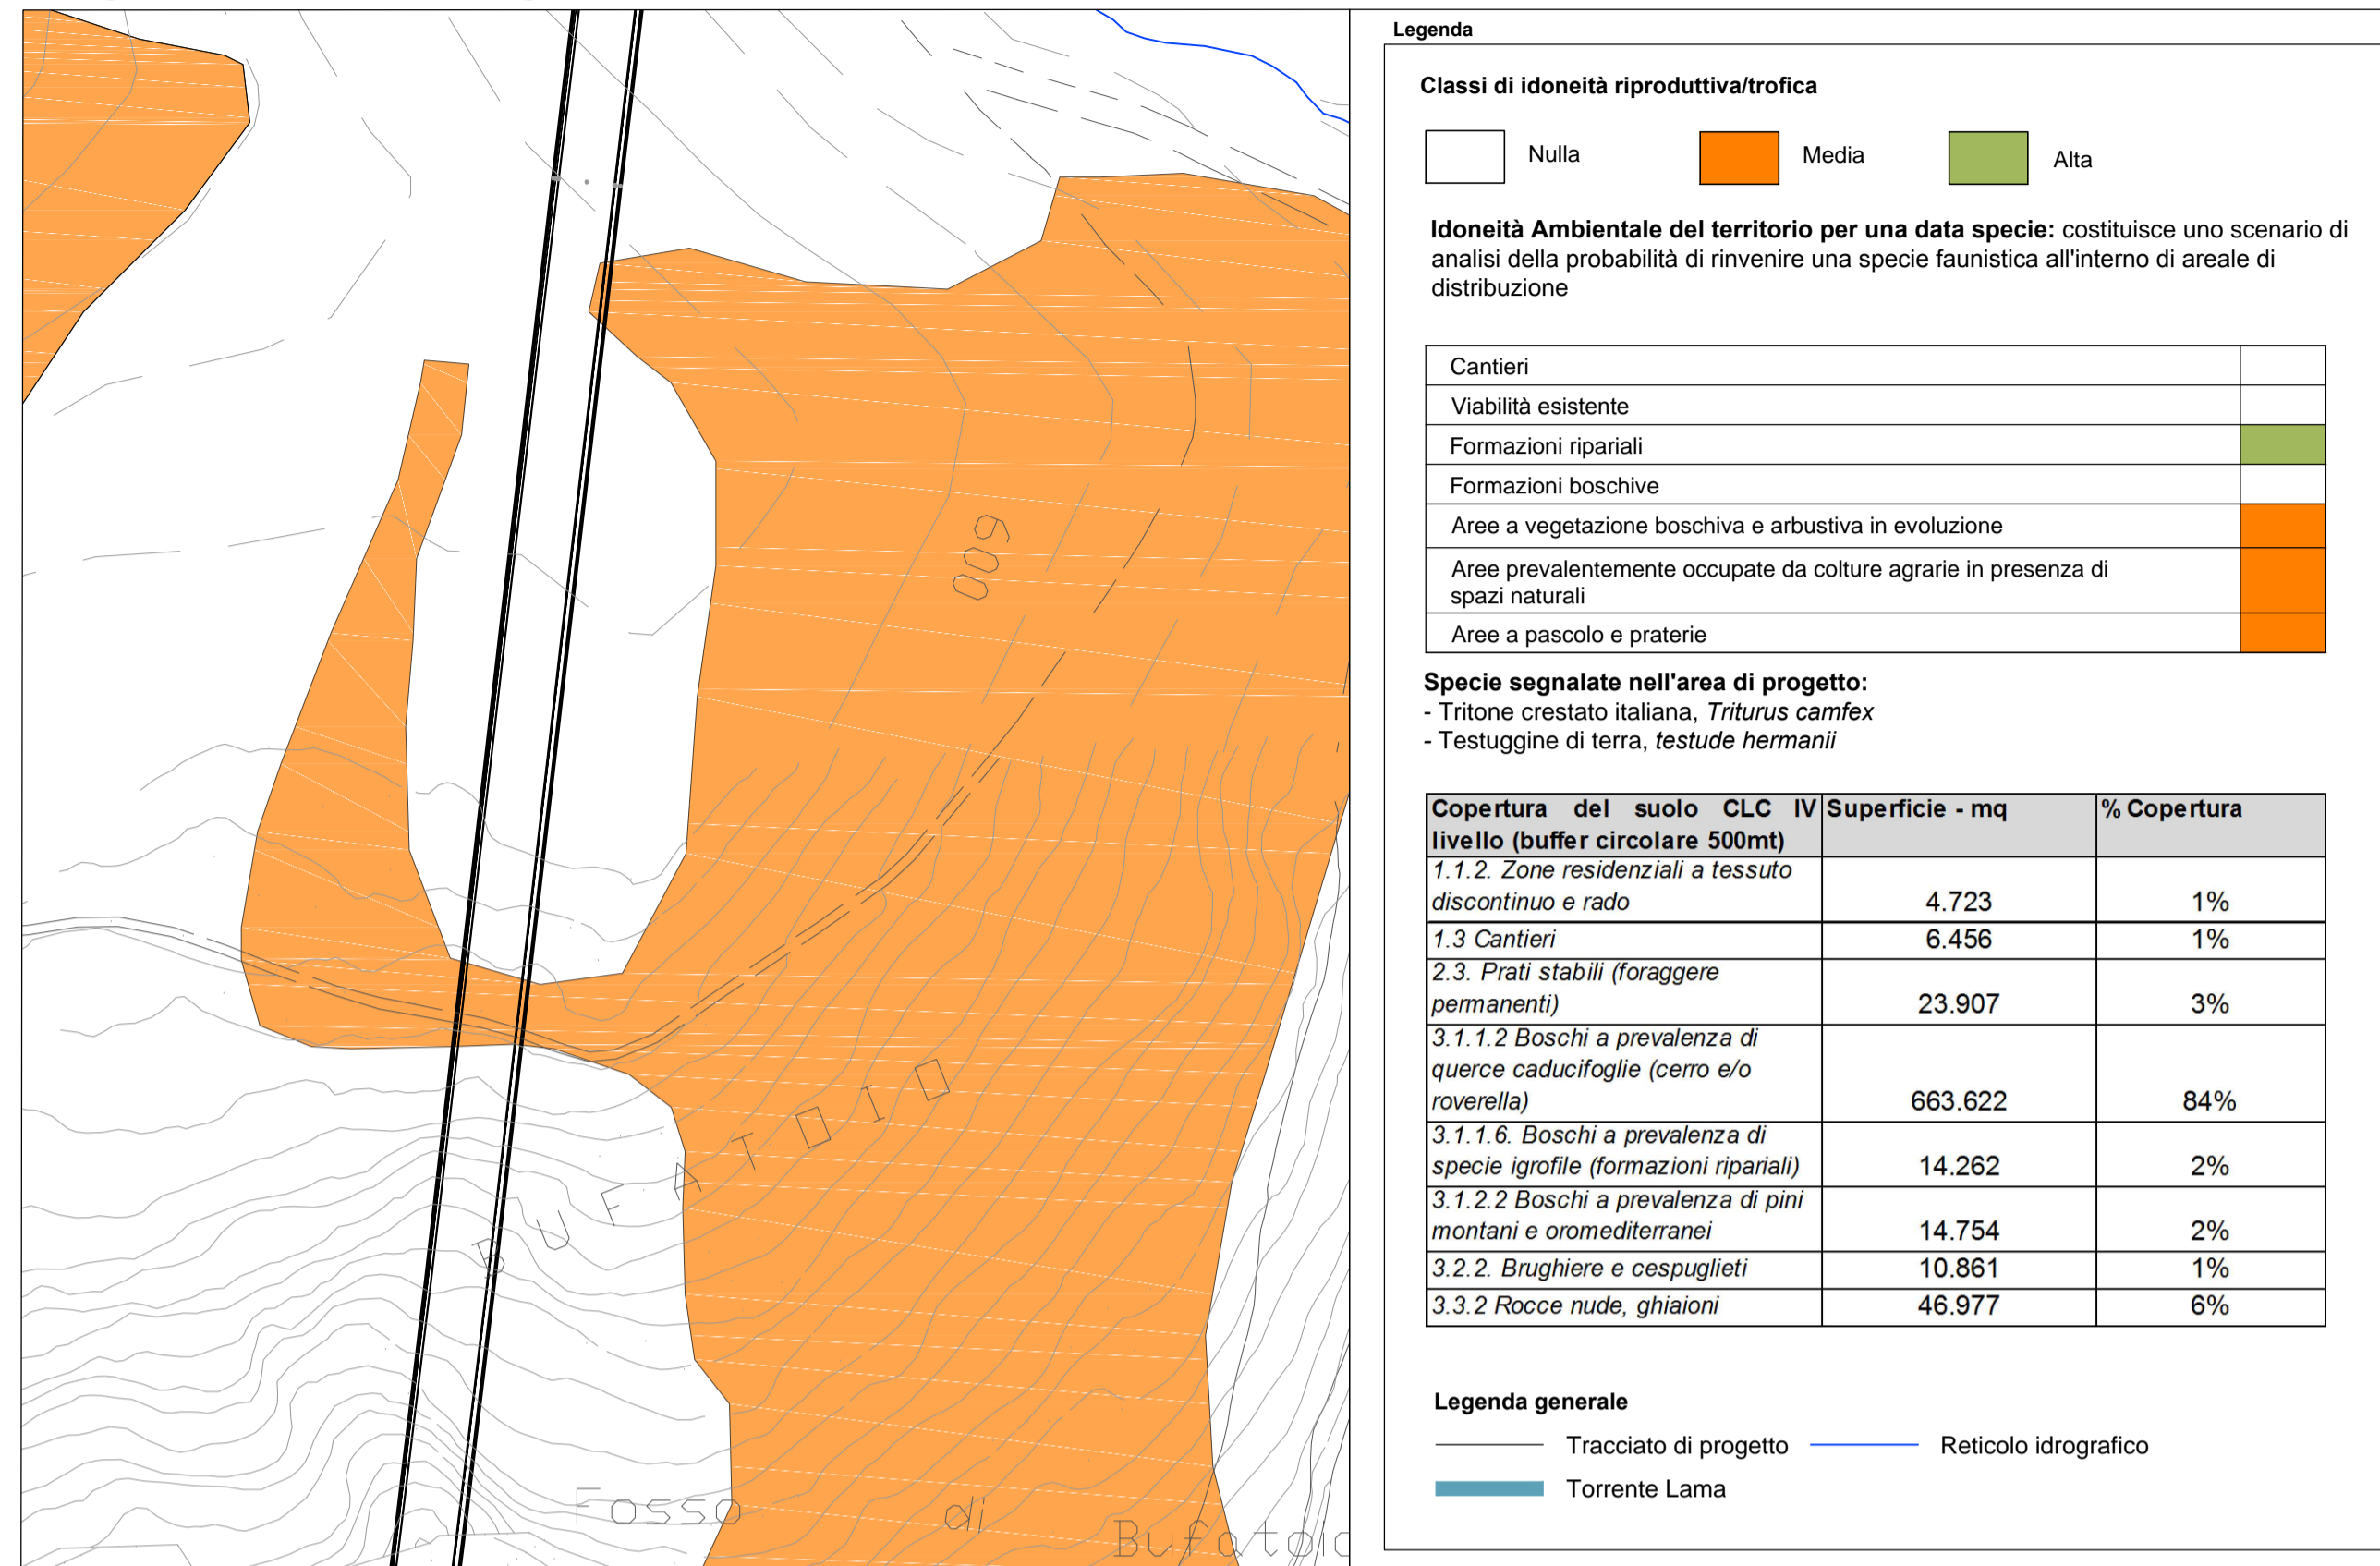 600
BUFATOIO
Fosso di Bufatoio
Legenda
Classi di idoneità riproduttiva/trofica
Nulla Media Alta
Idoneità Ambientale del territorio per una data specie: costituisce uno scenario di
analisi della probabilità di rinvenire una specie faunistica all'interno di areale di
distribuzione
Cantieri
Viabilità esistente
Formazioni ripariali
Formazioni boschive
Aree a vegetazione boschiva e arbustiva in evoluzione
Aree prevalentemente occupate da colture agrarie in presenza di
spazi naturali
Aree a pascolo e praterie
Specie segnalate nell'area di progetto:
- Tritone crestato italiana, Triturus camfex
- Testuggine di terra, testude hermanii
Copertura del suolo CLC IV
livello (buffer circolare 500mt) Superficie - mq % Copertura
1.1.2. Zone residenziali a tessuto
discontinuo e rado 4.723 1%
1.3 Cantieri 6.456 1%
2.3. Prati stabili (foraggere
permanenti) 23.907 3%
3.1.1.2 Boschi a prevalenza di
querce caducifoglie (cerro e/o
roverella) 663.622 84%
3.1.1.6. Boschi a prevalenza di
specie igrofile (formazioni ripariali) 14.262 2%
3.1.2.2 Boschi a prevalenza di pini
montani e oromediterranei 14.754 2%
3.2.2. Brughiere e cespuglieti 10.861 1%
3.3.2 Rocce nude, ghiaioni 46.977 6%
Legenda generale
Tracciato di progetto Reticolo idrografico
Torrente Lama